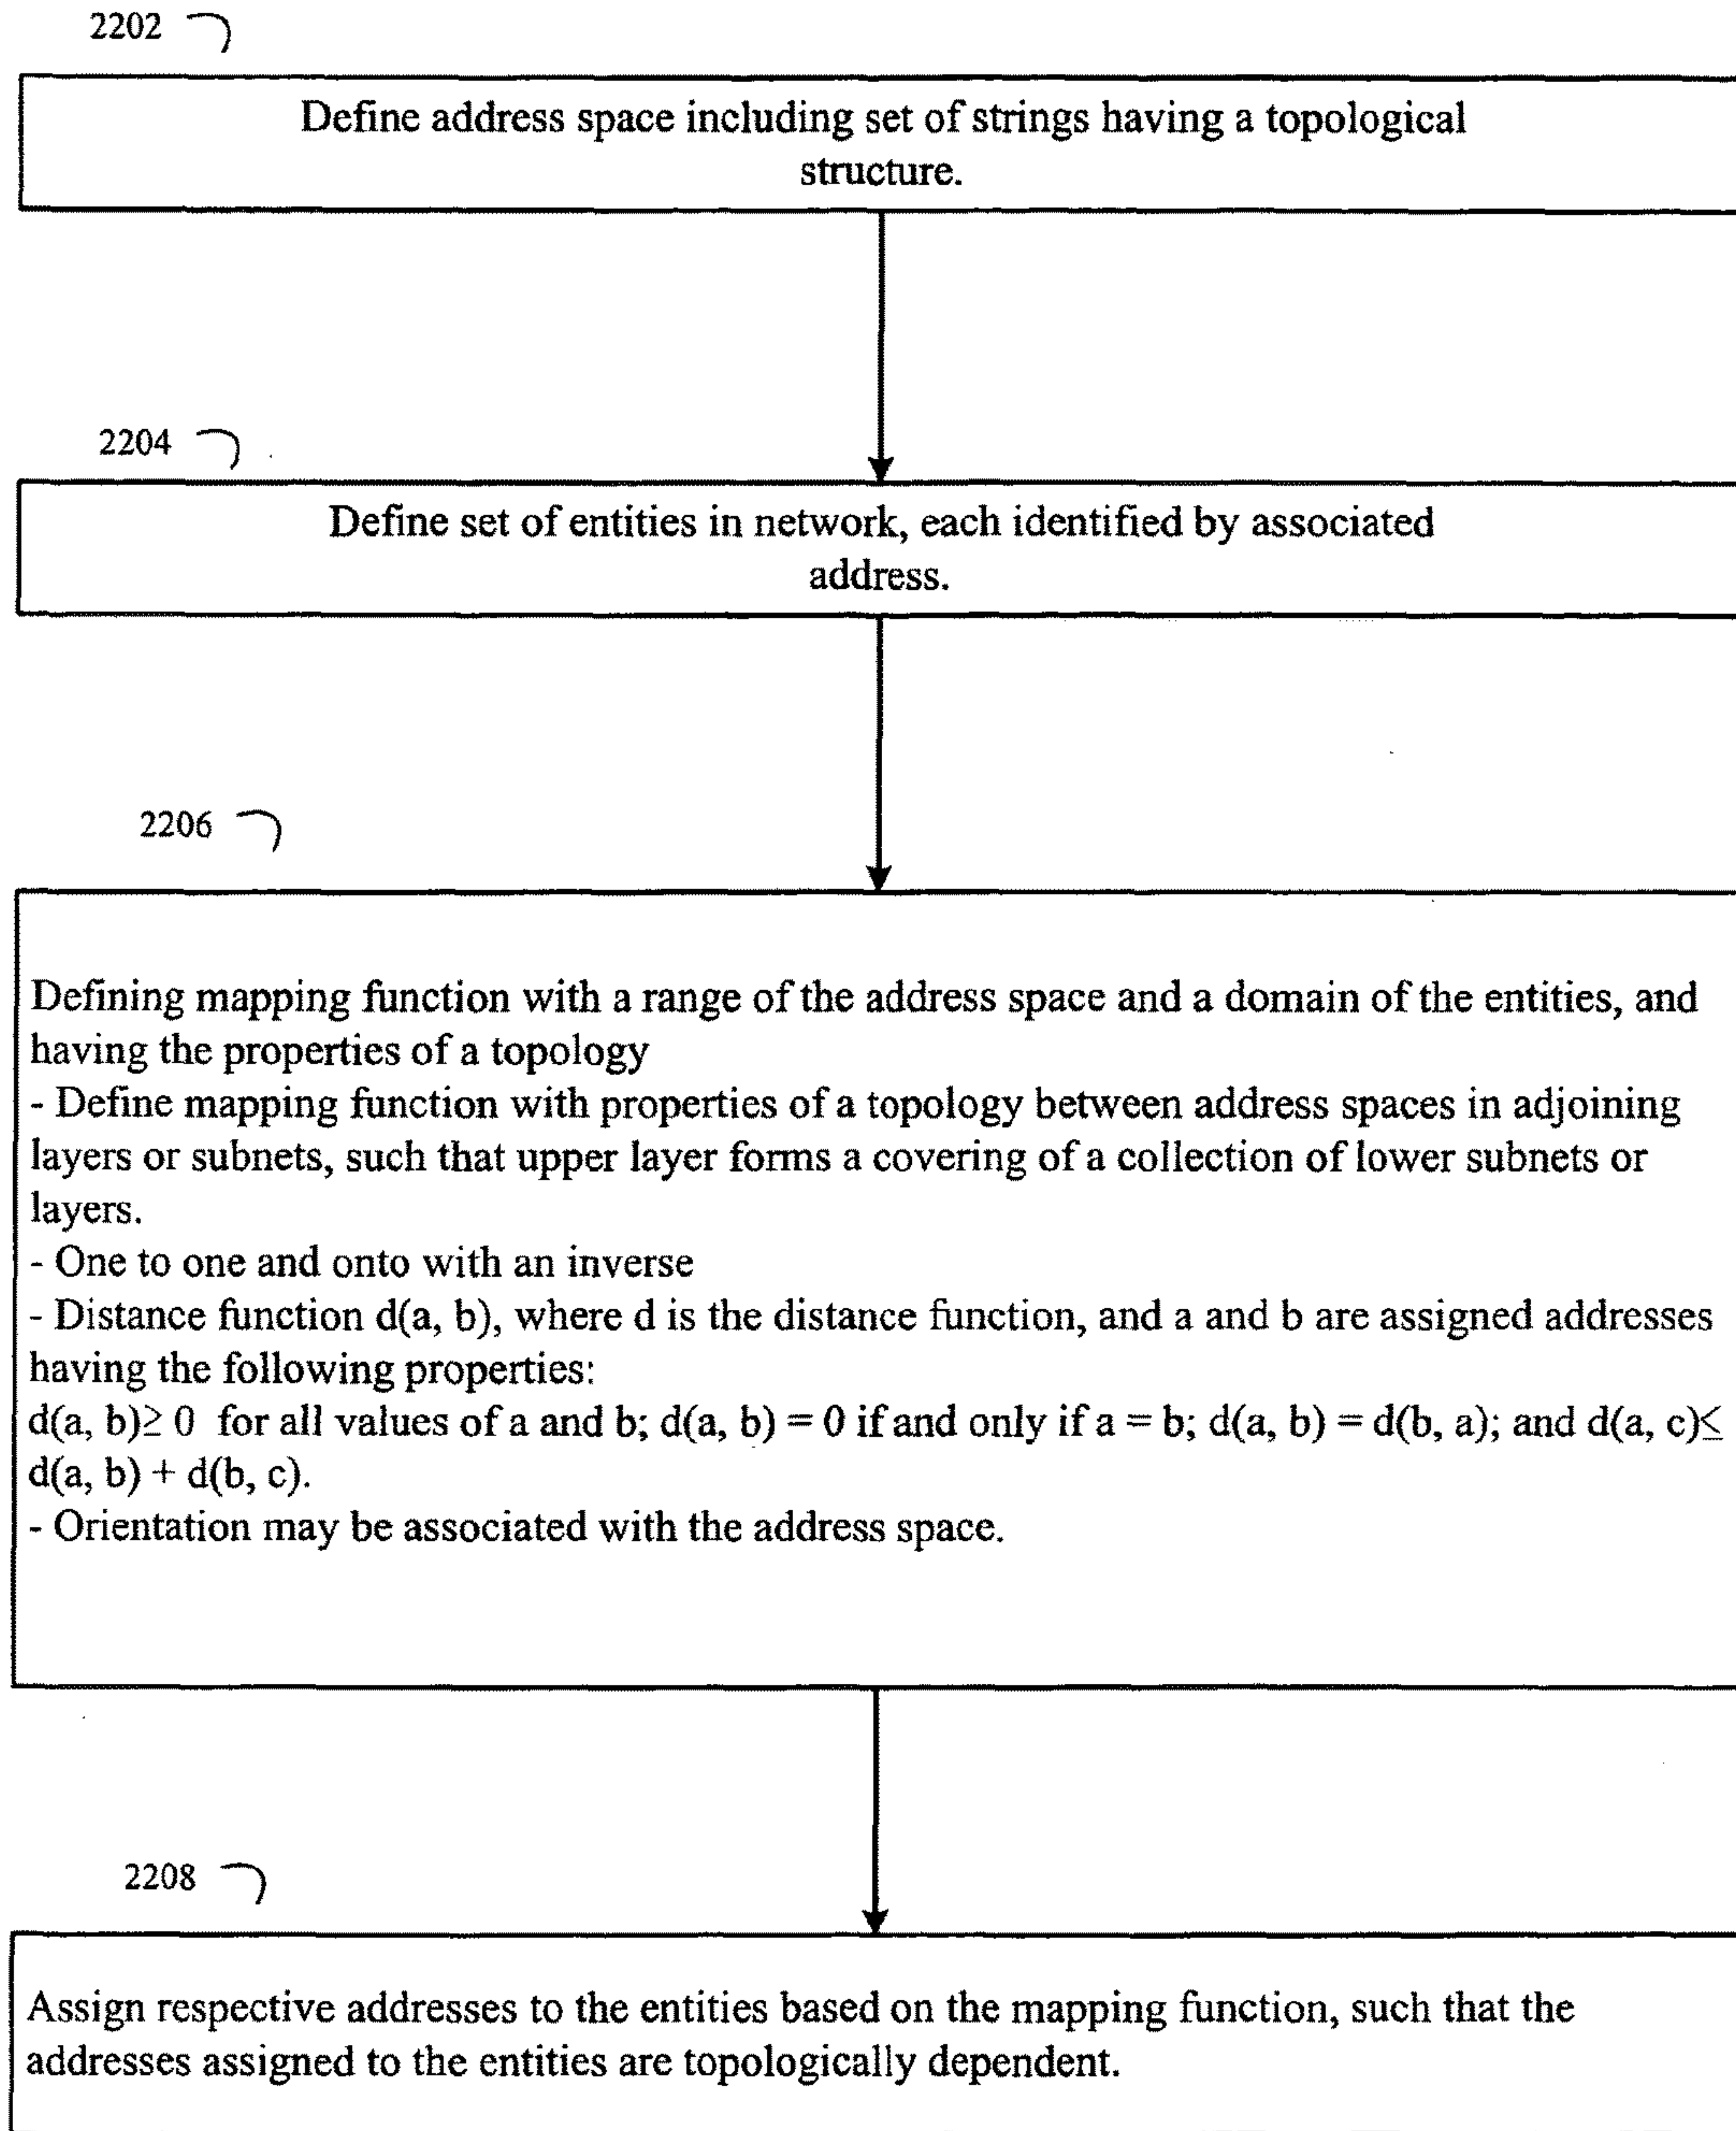 2202
Define address space including set of strings having a topological
structure.
2204
Define set of entities in network, each identified by associated
address.
2206
Defining mapping function with a range of the address space and a domain of the entities, and
having the properties of a topology
- Define mapping function with properties of a topology between address spaces in adjoining
layers or subnets, such that upper layer forms a covering of a collection of lower subnets or
layers.
- One to one and onto with an inverse
- Distance function d(a, b), where d is the distance function, and a and b are assigned addresses
having the following properties:
d(a, b)≥ 0 for all values of a and b; d(a, b) = 0 if and only if a = b; d(a, b) = d(b, a); and d(a, c)≤
d(a, b) + d(b, c).
- Orientation may be associated with the address space.
2208
Assign respective addresses to the entities based on the mapping function, such that the
addresses assigned to the entities are topologically dependent.